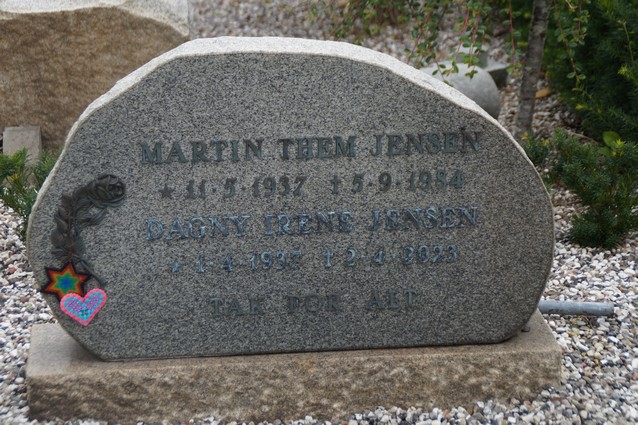 MARTIN THEM JENSEN
★ 11·5·1937 † 5·9·1984
DAGNY IRENE JENSEN
★ 1·4·1937 † 2·4·2023
TAK FOR ALT